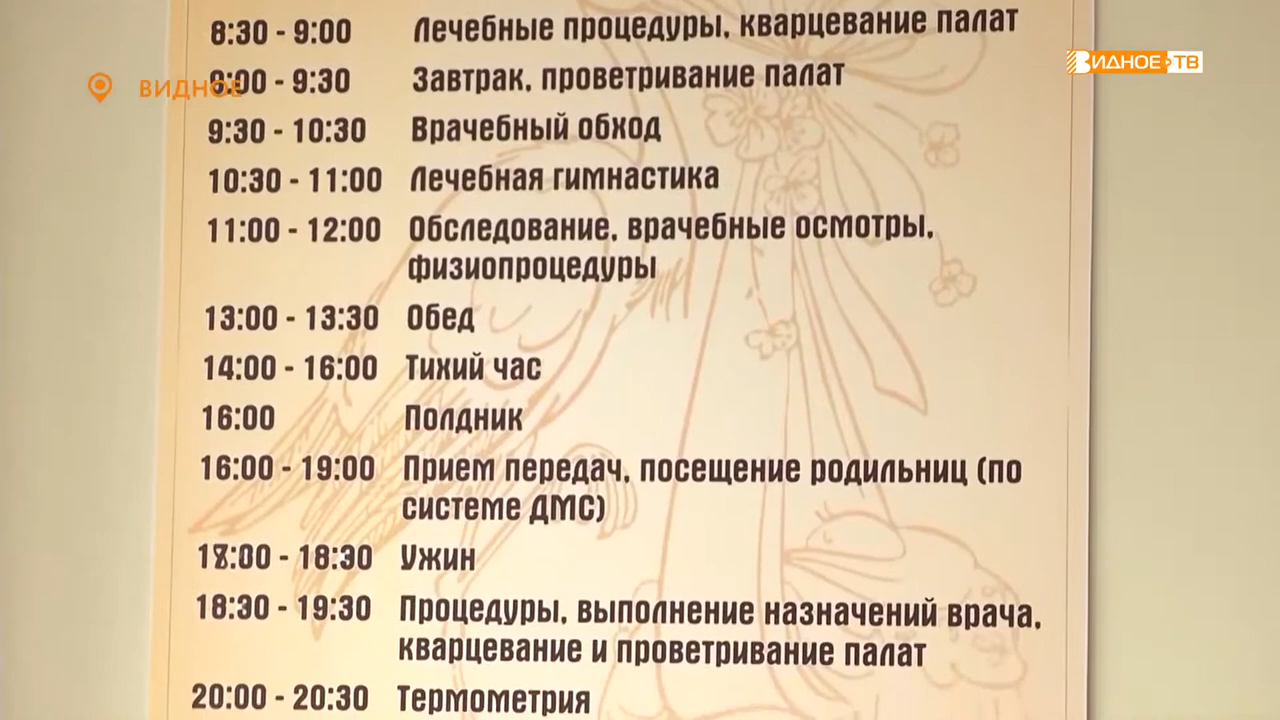 8:30 - 9:00 Лечебные процедуры, кварцевание палат
ВИДНОЕ ТВ
9:00 - 9:30 Завтрак, проветривание палат
ВИДНОЕ
9:30 - 10:30 Врачебный обход
10:30 - 11:00 Лечебная гимнастика
11:00 - 12:00 Обследование, врачебные осмотры,
физиопроцедуры
13:00 - 13:30 Обед
14:00 - 16:00 Тихий час
16:00 Полдник
16:00 - 19:00 Прием передач, посещение родильниц (по
системе ДМС)
18:00 - 18:30 Ужин
18:30 - 19:30 Процедуры, выполнение назначений врача,
кварцевание и проветривание палат
20:00 - 20:30 Термометрия